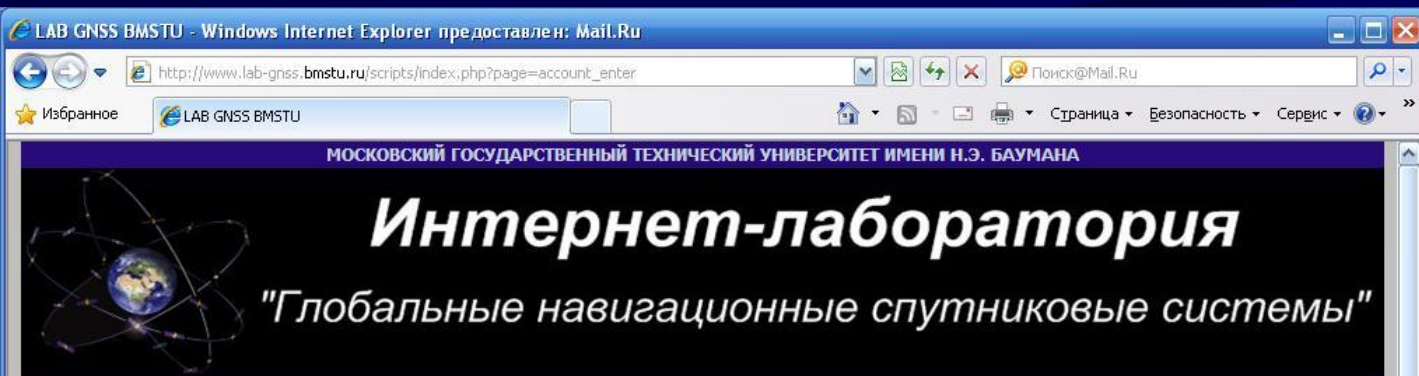 LAB GNSS BMSTU - Windows Internet Explorer предоставлен: Mail.Ru
http://www.lab-gnss.bmstu.ru/scripts/index.php?page=account_enter
Поиск@Mail.Ru
Избранное
LAB GNSS BMSTU
Страница
Безопасность
Сервис
МОСКОВСКИЙ ГОСУДАРСТВЕННЫЙ ТЕХНИЧЕСКИЙ УНИВЕРСИТЕТ ИМЕНИ Н.Э. БАУМАНА
Интернет-лаборатория
"Глобальные навигационные спутниковые системы"